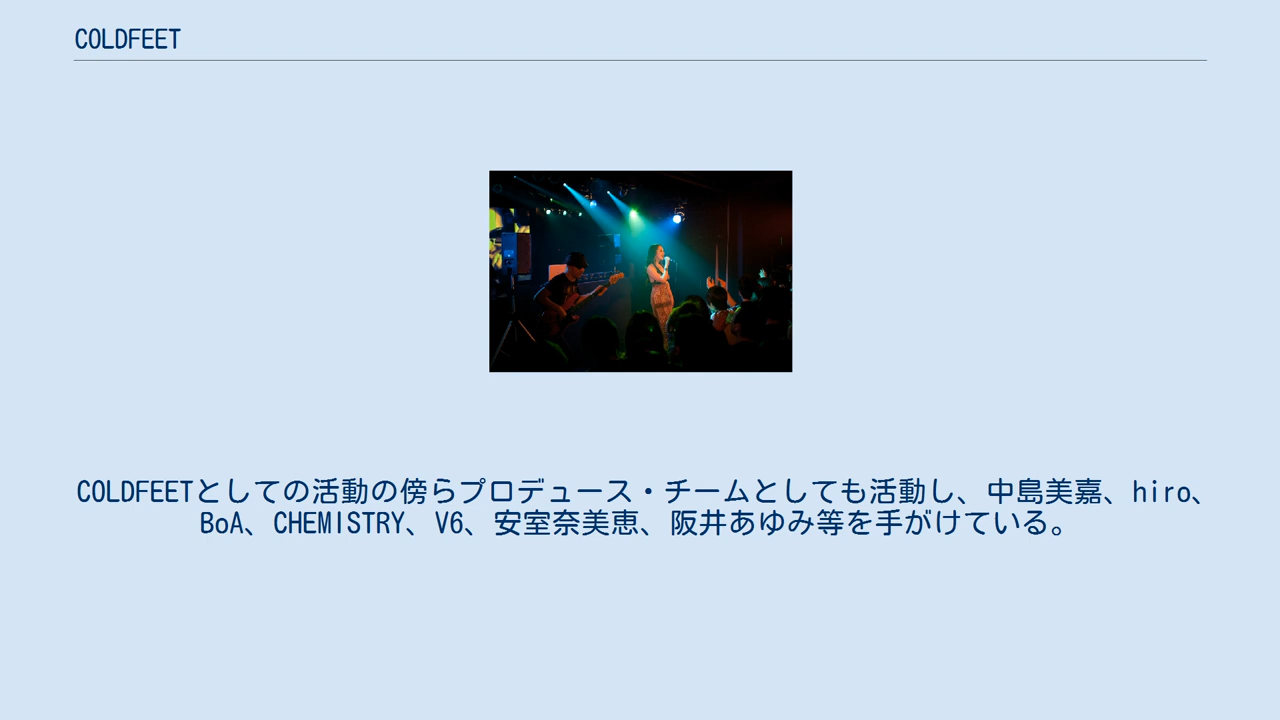 COLDFEET
COLDFEETとしての活動の傍らプロデュース・チームとしても活動し、中島美嘉、hiro、
BoA、CHEMISTRY、V6、安室奈美恵、阪井あゆみ等を手がけている。